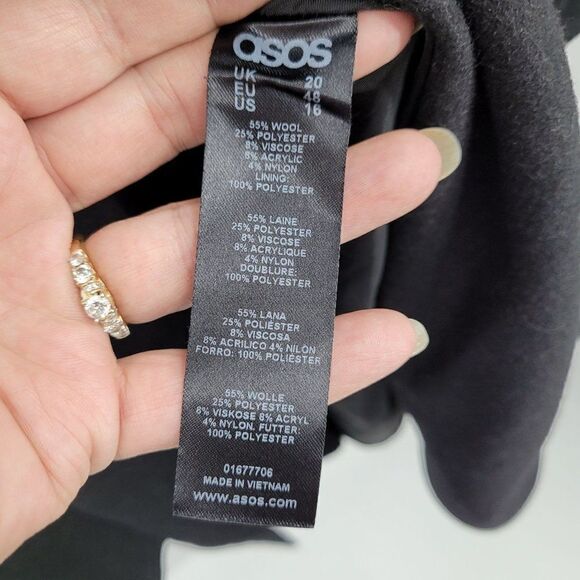 asos
UK 20
EU 48
US 16
55% WOOL
25% POLYESTER
8% VISCOSE
8% ACRYLIC
4% NYLON
LINING:
100% POLYESTER
55% LAINE
25% POLYESTER
8% VISCOSE
8% ACRYLIQUE
4% NYLON
DOUBLURE:
100% POLYESTER
55% LANA
25% POLIÉSTER
8% VISCOSA
8% ACRILICO 4% NILÓN
FORRO: 100% POLIÉSTER
55% WOLLE
25% POLYESTER
8% VISKOSE 8% ACRYL
4% NYLON. FUTTER:
100% POLYESTER
01677706
MADE IN VIETNAM
www.asos.com